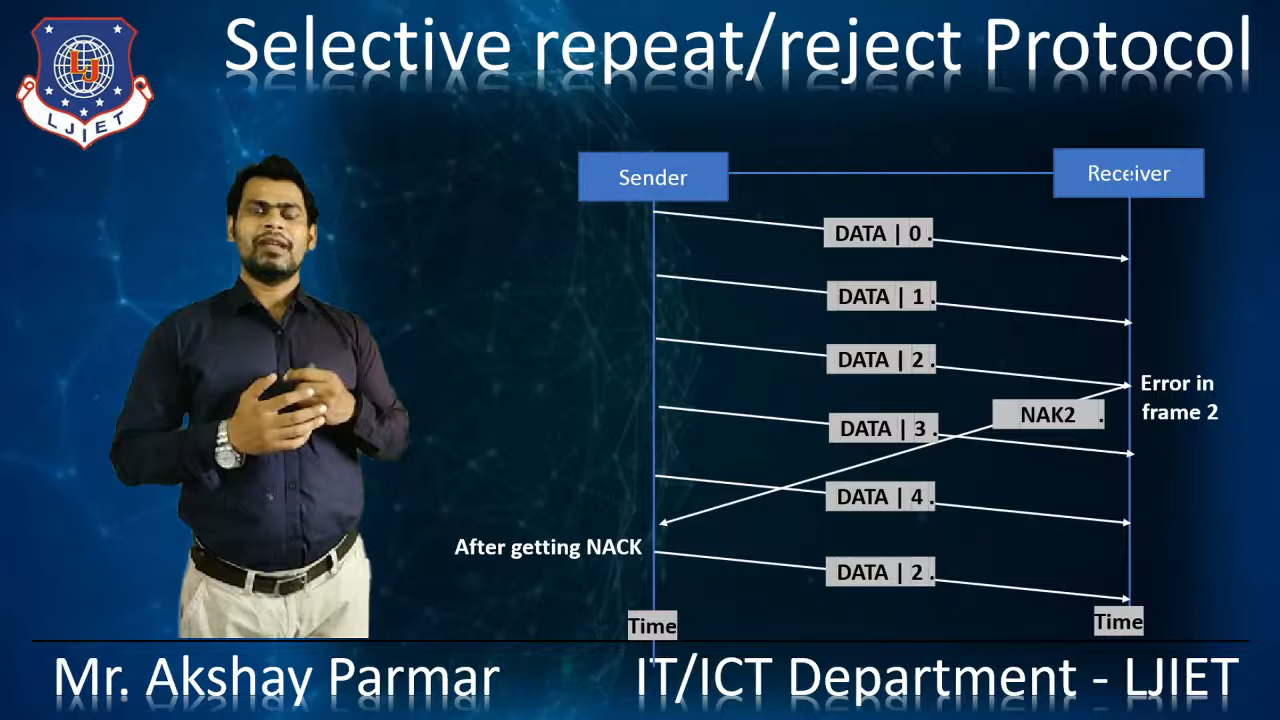 Selective repeat/reject Protocol
LJIET
Sender
Receiver
DATA | 0 .
DATA | 1 .
DATA | 2 .
Error in
frame 2
NAK2 .
DATA | 3 .
DATA | 4 .
After getting NACK
DATA | 2 .
Time
Time
Mr. Akshay Parmar
IT/ICT Department - LJIET